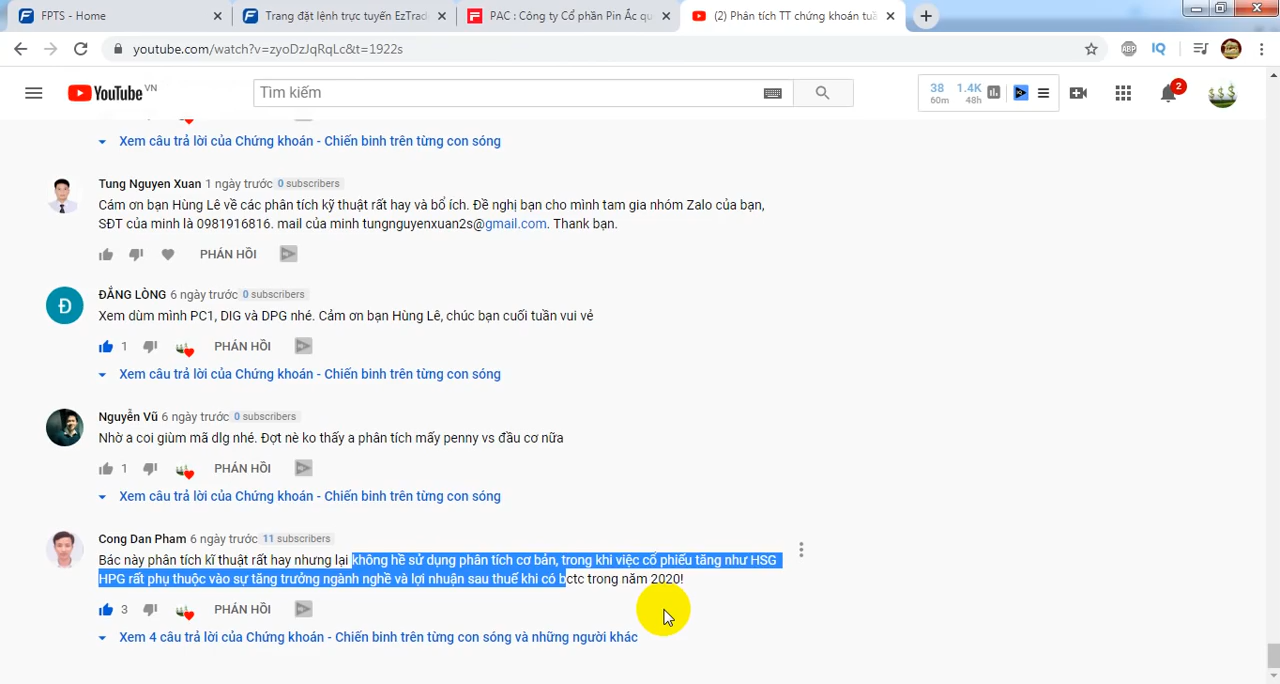 FPTS - Home
Trang đặt lệnh trực tuyến EzTrad
PAC : Công ty Cổ phần Pin Ắc qu
(2) Phân tích TT chứng khoán tuầ
youtube.com/watch?v=zyoDzJqRqLc&t=1922s
ABP
IQ
YouTube VN
Tìm kiếm
38 1.4K
60m 48h
2
Xem câu trả lời của Chứng khoán - Chiến binh trên từng con sóng
Tung Nguyen Xuan 1 ngày trước 0 subscribers
Cám ơn bạn Hùng Lê về các phân tích kỹ thuật rất hay và bổ ích. Đề nghị bạn cho mình tam gia nhóm Zalo của bạn,
SĐT của minh là 0981916816. mail của minh tungnguyenxuan2s@gmail.com. Thank bạn.
PHẢN HỒI
Đ
ĐẮNG LÒNG 6 ngày trước 0 subscribers
Xem dùm mình PC1, DIG và DPG nhé. Cảm ơn bạn Hùng Lê, chúc bạn cuối tuần vui vẻ
1 PHẢN HỒI
Xem câu trả lời của Chứng khoán - Chiến binh trên từng con sóng
Nguyễn Vũ 6 ngày trước 0 subscribers
Nhờ a coi giùm mã dlg nhé. Đợt nè ko thấy a phân tích mấy penny vs đầu cơ nữa
1 PHẢN HỒI
Xem câu trả lời của Chứng khoán - Chiến binh trên từng con sóng
Cong Dan Pham 6 ngày trước 11 subscribers
Bác này phân tích kĩ thuật rất hay nhưng lại không hề sử dụng phân tích cơ bản, trong khi việc cổ phiếu tăng như HSG
HPG rất phụ thuộc vào sự tăng trưởng ngành nghề và lợi nhuận sau thuế khi có bctc trong năm 2020!
3 PHẢN HỒI
Xem 4 câu trả lời của Chứng khoán - Chiến binh trên từng con sóng và những người khác